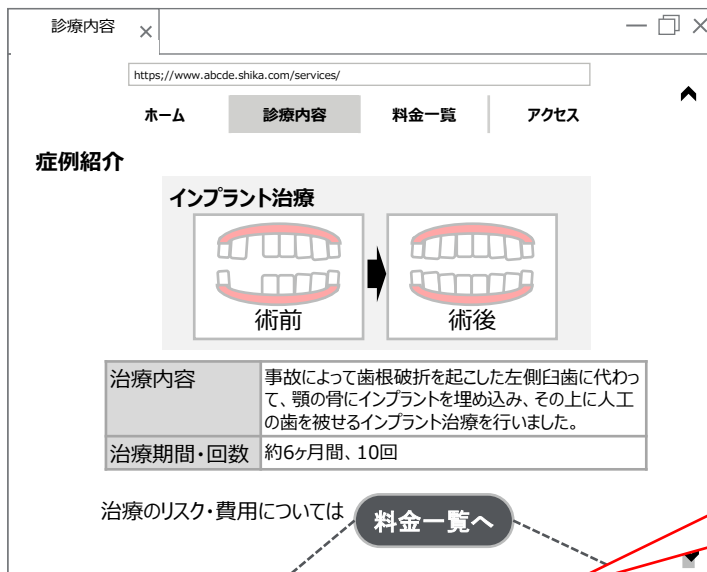 診療内容
https;//www.abcde.shika.com/services/
ホーム 診療内容 料金一覧 アクセス
症例紹介
インプラント治療
術前 術後
治療内容
事故によって歯根破折を起こした左側臼歯に代わっ
て、顎の骨にインプラントを埋め込み、その上に人工
の歯を被せるインプラント治療を行いました。
治療期間・回数 約6ヶ月間、10回
治療のリスク・費用については 料金一覧へ